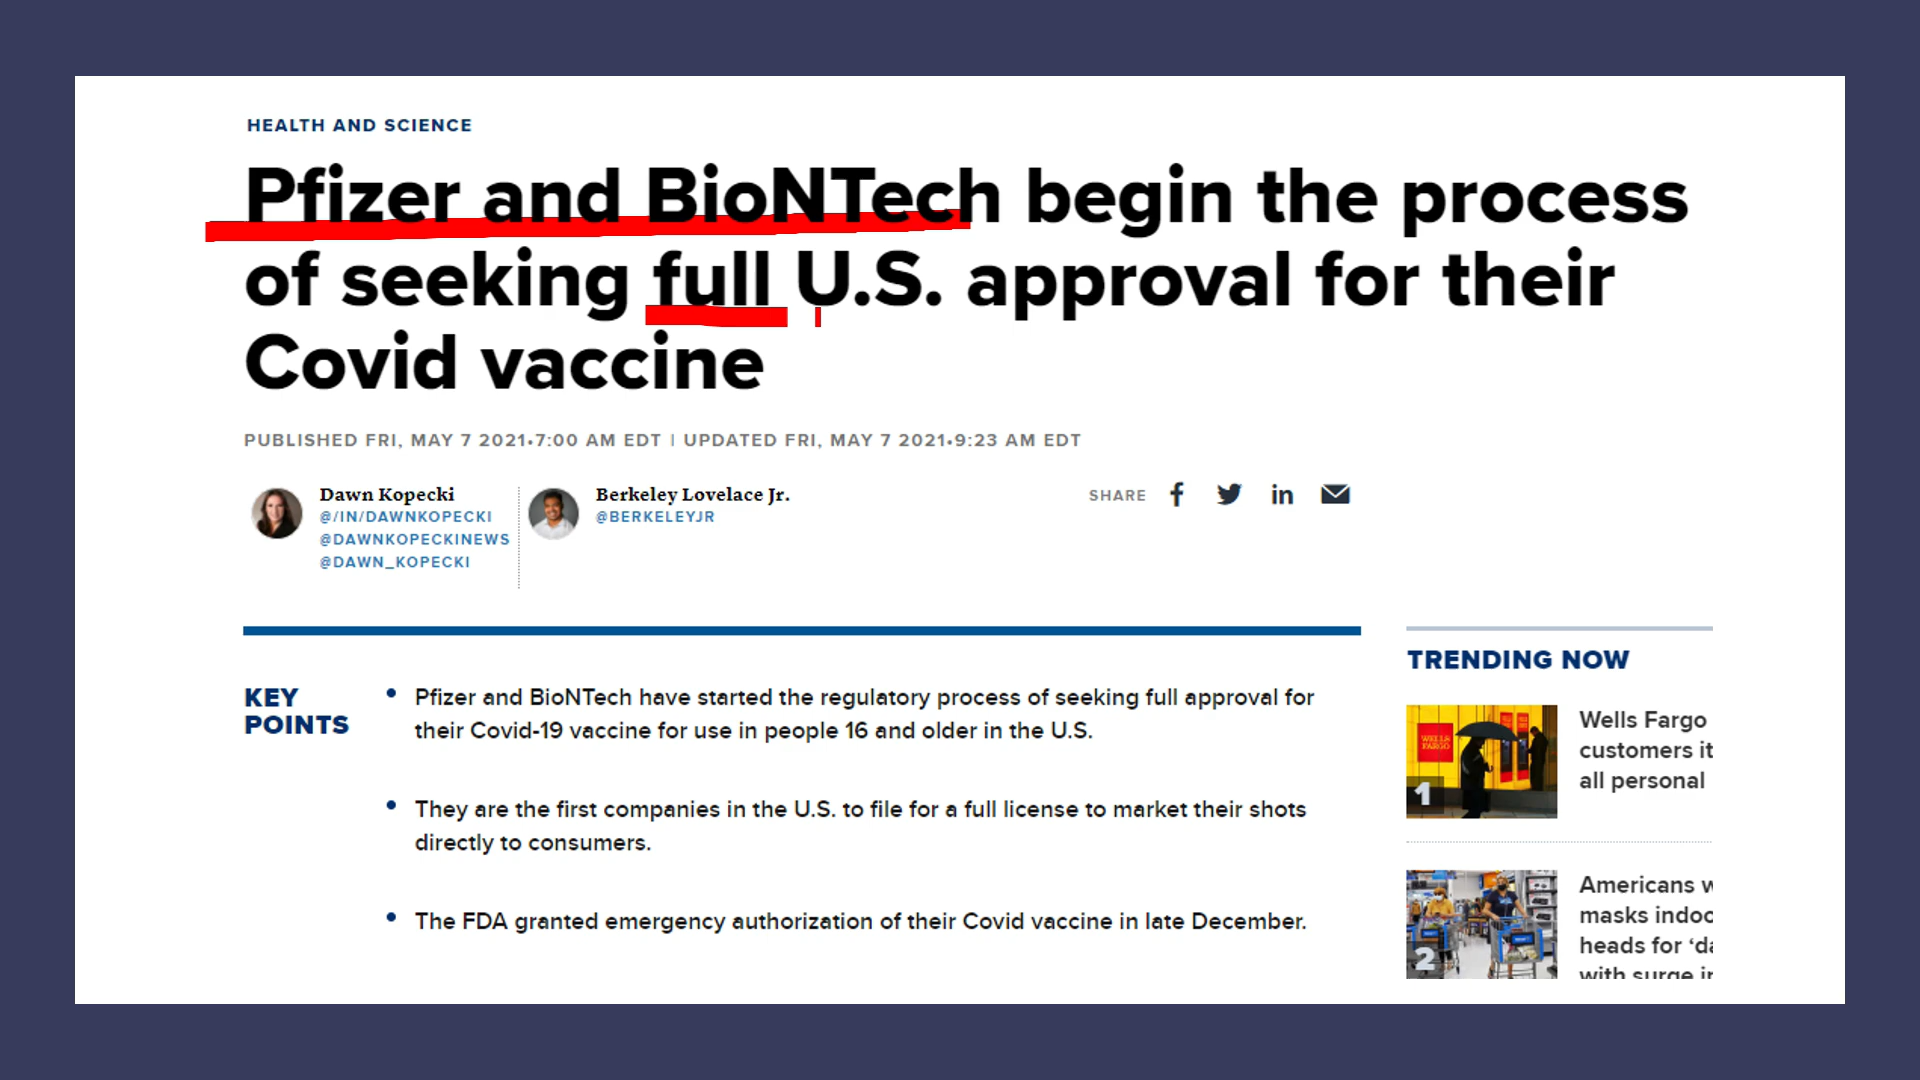 HEALTH AND SCIENCE
Pfizer and BioNTech begin the process
of seeking full U.S. approval for their
Covid vaccine
PUBLISHED FRI, MAY 7 2021•7:00 AM EDT | UPDATED FRI, MAY 7 2021•9:23 AM EDT
Dawn Kopecki
@/IN/DAWNKOPECKI
@DAWNKOPECKINEWS
@DAWN_KOPECKI
Berkeley Lovelace Jr.
@BERKELEYJR
SHARE
KEY
POINTS
Pfizer and BioNTech have started the regulatory process of seeking full approval for
their Covid-19 vaccine for use in people 16 and older in the U.S.
They are the first companies in the U.S. to file for a full license to market their shots
directly to consumers.
The FDA granted emergency authorization of their Covid vaccine in late December.
TRENDING NOW
WELLS
FARGO
1
Wells Fargo
customers it
all personal
2
Americans
masks indoo
heads for ‘da
with surge